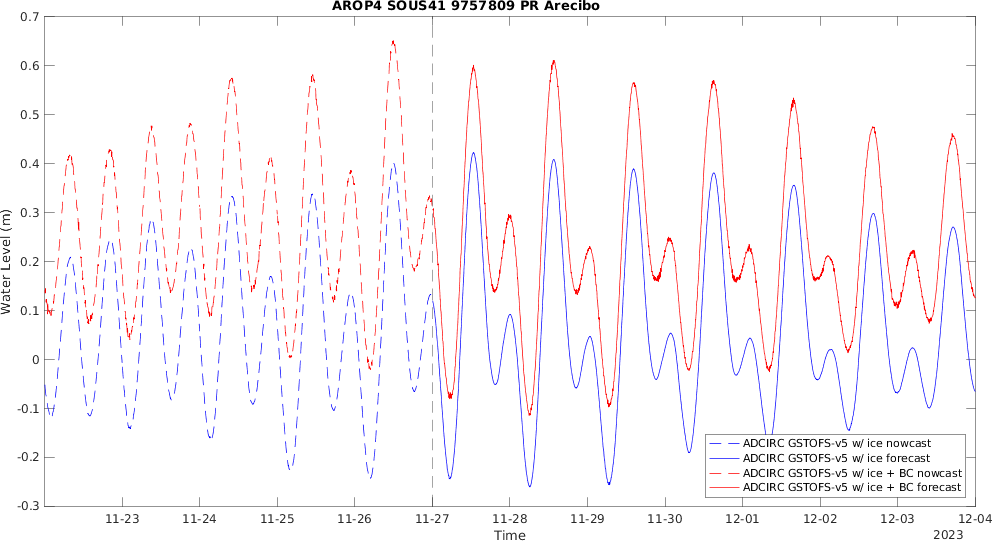 AROP4 SOUS41 9757809 PR Arecibo
0.7
0.6
0.5
0.4
0.3
0.2
0.1
0
-0.1
-0.2
-0.3
Water Level (m)
ADCIRC GSTOFS-v5 w/ ice nowcast
ADCIRC GSTOFS-v5 w/ ice forecast
ADCIRC GSTOFS-v5 w/ ice + BC nowcast
ADCIRC GSTOFS-v5 w/ ice + BC forecast
11-23 11-24 11-25 11-26 11-27 11-28 11-29 11-30 12-01 12-02 12-03 12-04
Time
2023